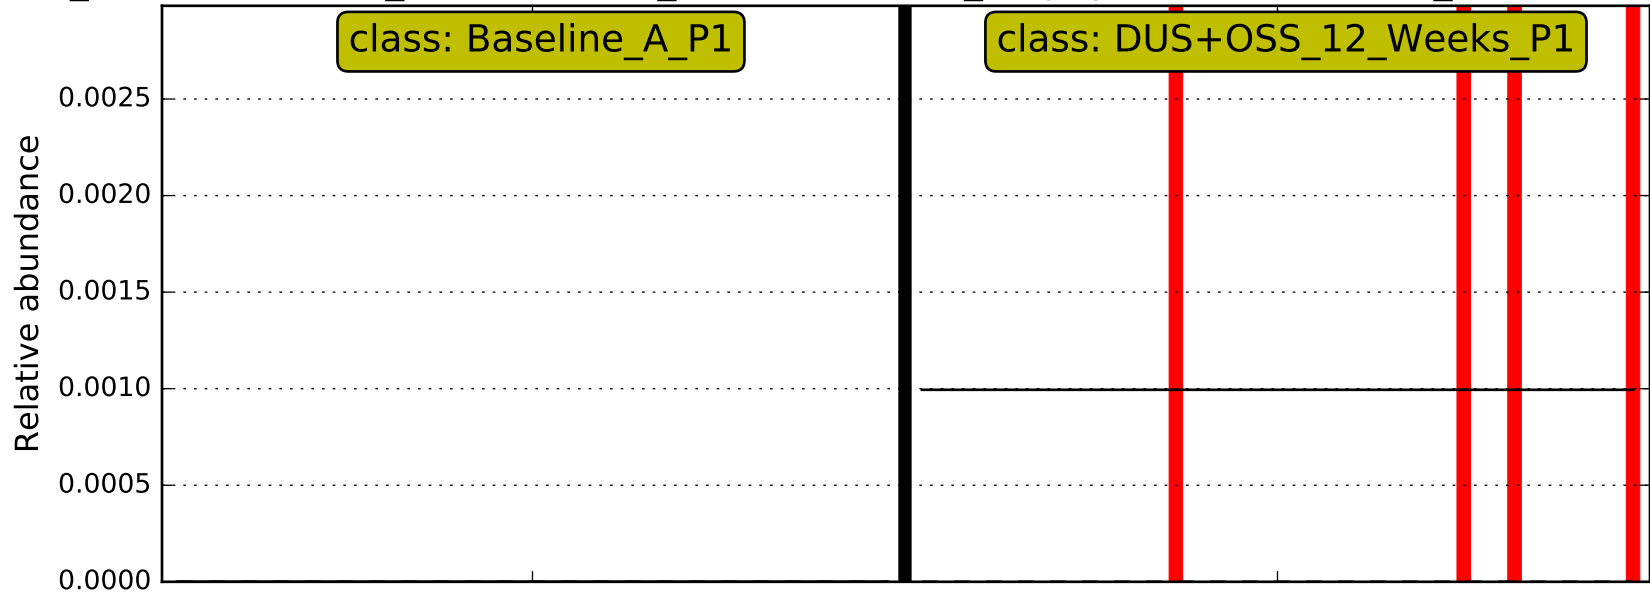 class: Baseline_A_P1
class: DUS+OSS_12_Weeks_P1
Relative abundance
0.0025
0.0020
0.0015
0.0010
0.0005
0.0000